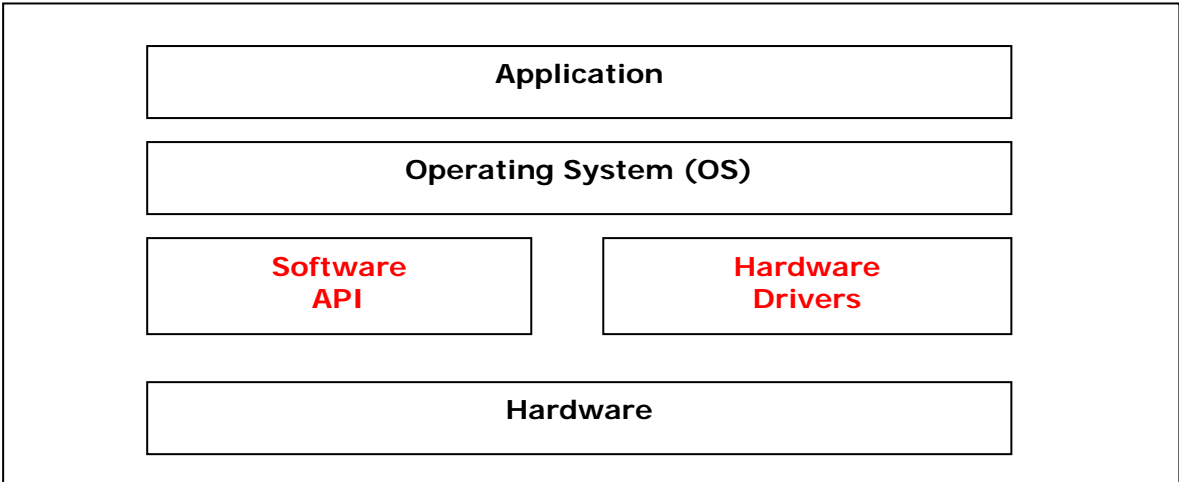 Application
Operating System (OS)
Software
API
Hardware
Drivers
Hardware